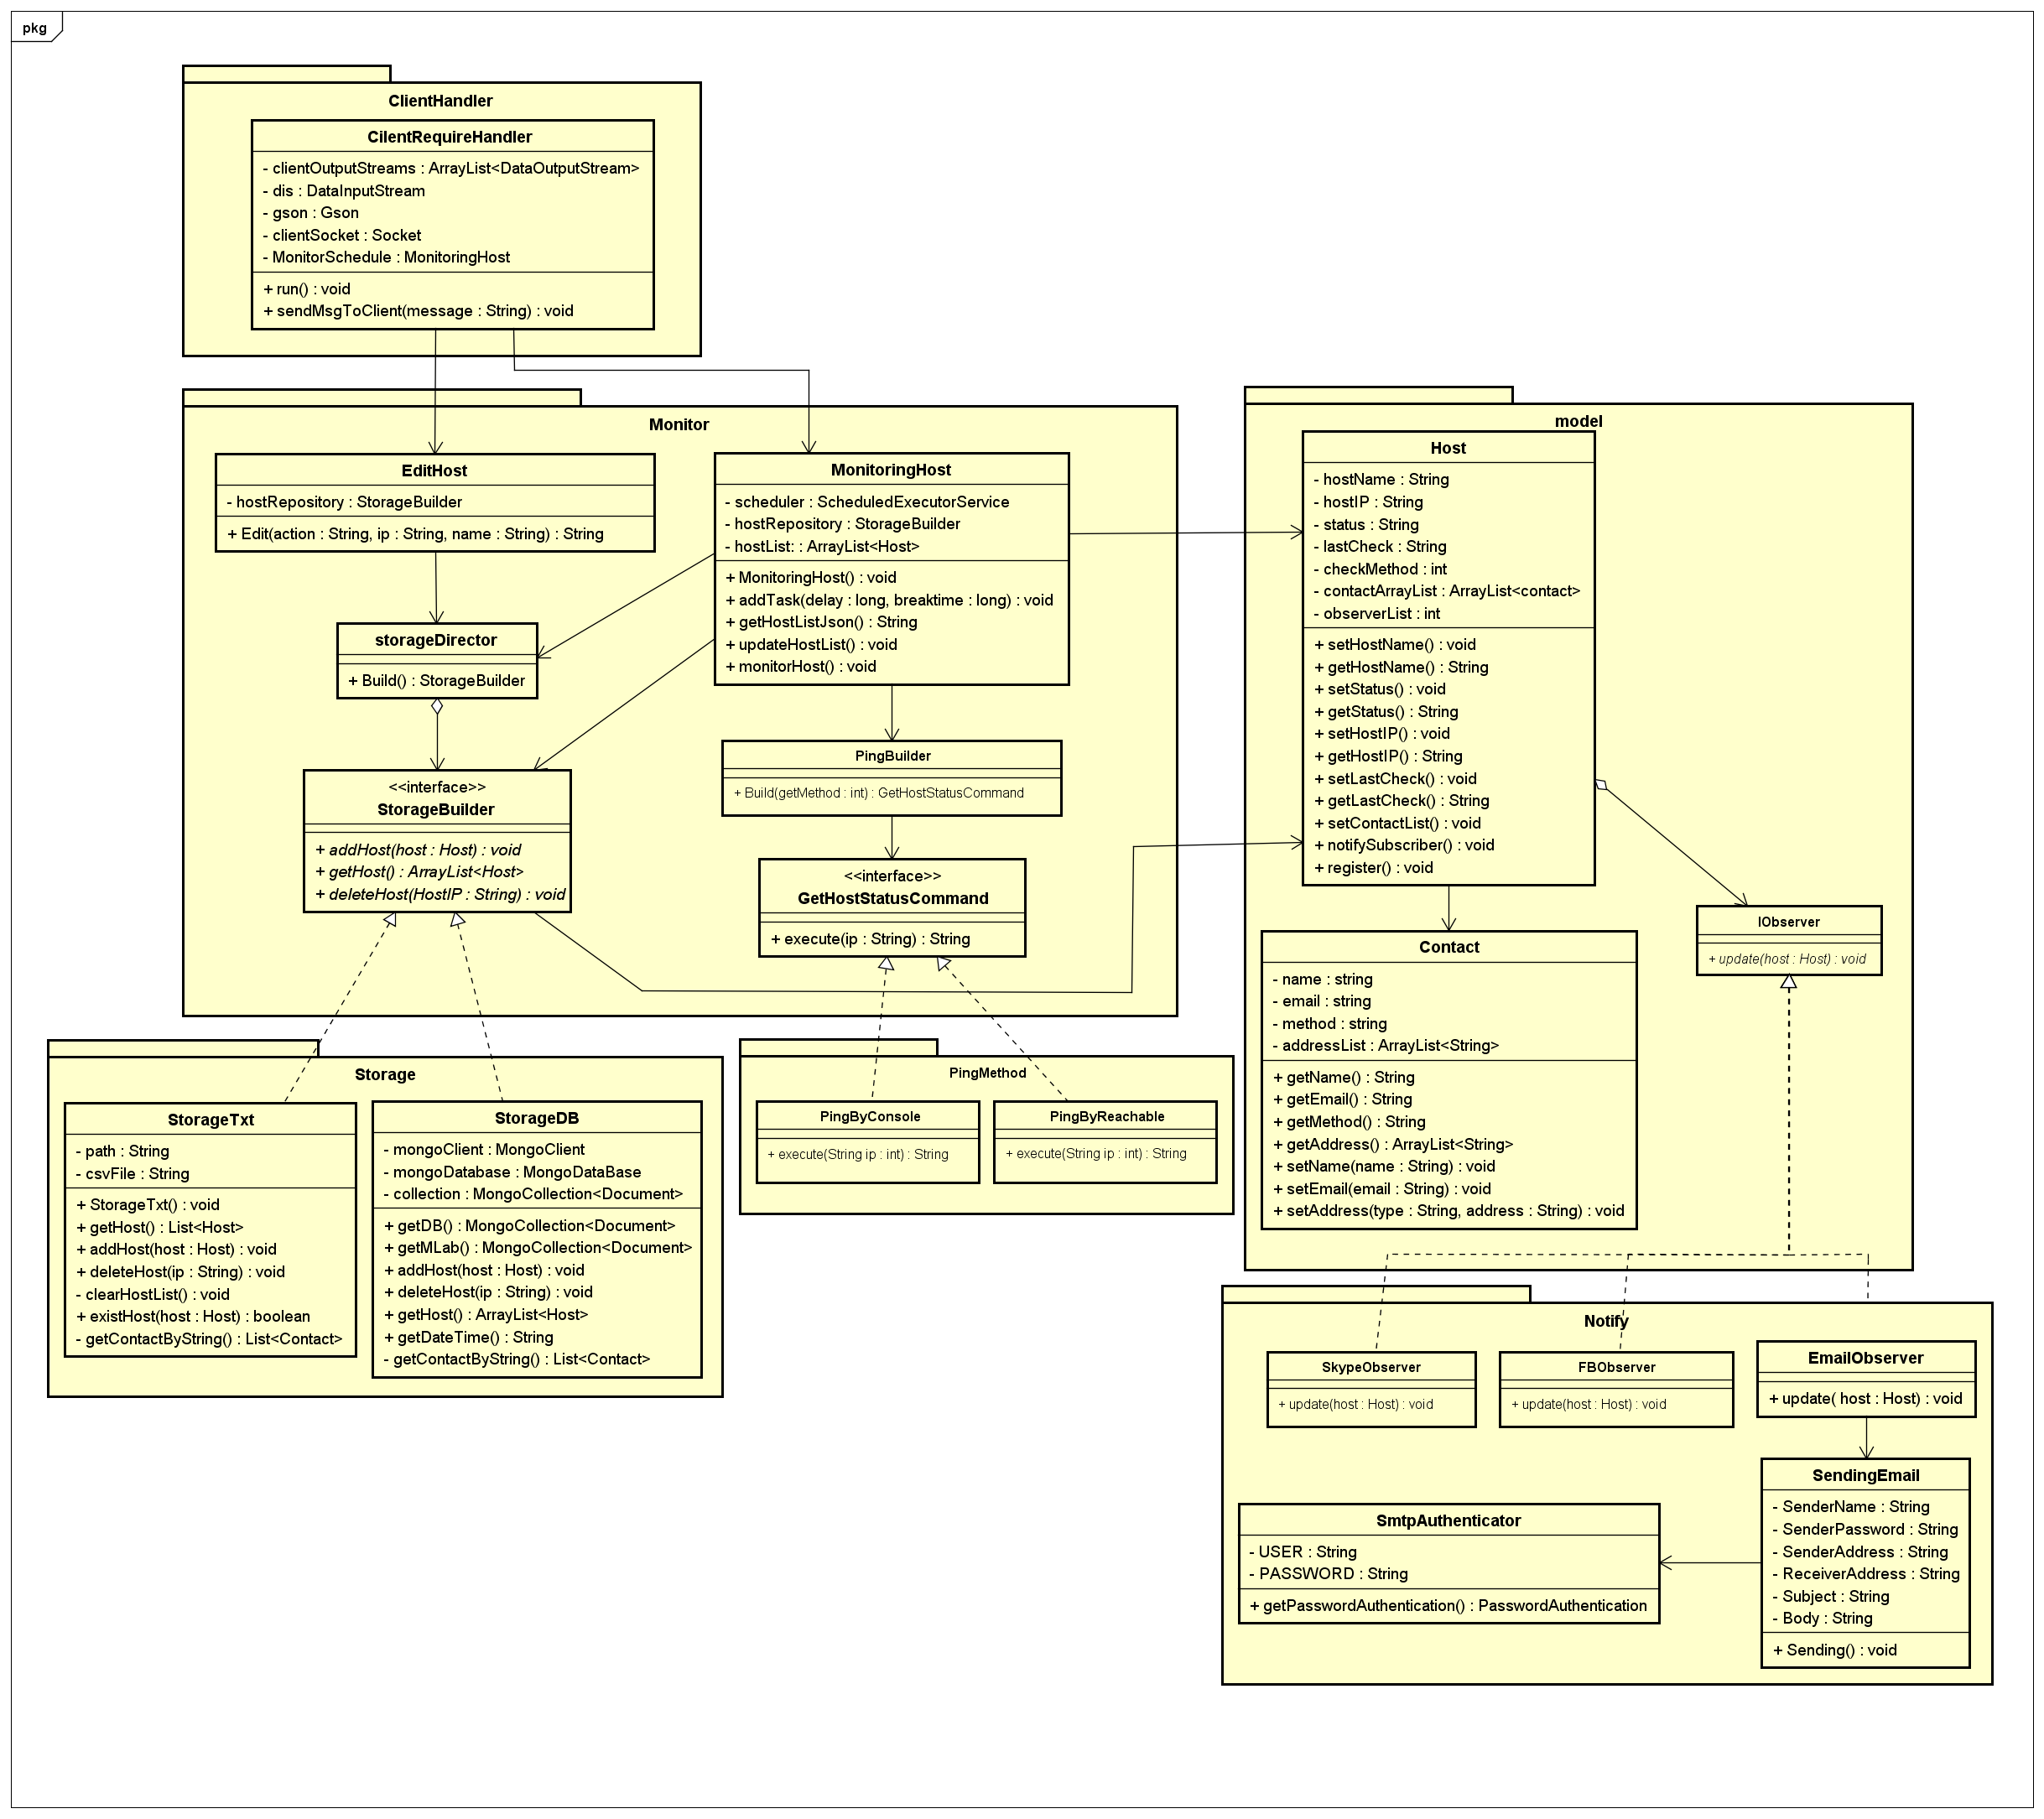 pkg
ClientHandler
CilentRequireHandler
- clientOutputStreams : ArrayList<DataOutputStream>
- dis : DataInputStream
- gson : Gson
- clientSocket : Socket
- MonitorSchedule : MonitoringHost
+ run() : void
+ sendMsgToClient(message : String) : void
Monitor
EditHost
- hostRepository : StorageBuilder
+ Edit(action : String, ip : String, name : String) : String
MonitoringHost
- scheduler : ScheduledExecutorService
- hostRepository : StorageBuilder
- hostList: : ArrayList<Host>
+ MonitoringHost() : void
+ addTask(delay : long, breaktime : long) : void
+ getHostListJson() : String
+ updateHostList() : void
+ monitorHost() : void
storageDirector
+ Build() : StorageBuilder
<<interface>>
StorageBuilder
+ addHost(host : Host) : void
+ getHost() : ArrayList<Host>
+ deleteHost(HostIP : String) : void
PingBuilder
+ Build(getMethod : int) : GetHostStatusCommand
<<interface>>
GetHostStatusCommand
+ execute(ip : String) : String
model
Host
- hostName : String
- hostIP : String
- status : String
- lastCheck : String
- checkMethod : int
- contactArrayList : ArrayList<contact>
- observerList : int
+ setHostName() : void
+ getHostName() : String
+ setStatus() : void
+ getStatus() : String
+ setHostIP() : void
+ getHostIP() : String
+ setLastCheck() : void
+ getLastCheck() : String
+ setContactList() : void
+ notifySubscriber() : void
+ register() : void
IObserver
+ update(host : Host) : void
Contact
- name : string
- email : string
- method : string
- addressList : ArrayList<String>
+ getName() : String
+ getEmail() : String
+ getMethod() : String
+ getAddress() : ArrayList<String>
+ setName(name : String) : void
+ setEmail(email : String) : void
+ setAddress(type : String, address : String) : void
Storage
StorageTxt
- path : String
- csvFile : String
+ StorageTxt() : void
+ getHost() : List<Host>
+ addHost(host : Host) : void
+ deleteHost(ip : String) : void
- clearHostList() : void
+ existHost(host : Host) : boolean
- getContactByString() : List<Contact>
StorageDB
- mongoClient : MongoClient
- mongoDatabase : MongoDataBase
- collection : MongoCollection<Document>
+ getDB() : MongoCollection<Document>
+ getMLab() : MongoCollection<Document>
+ addHost(host : Host) : void
+ deleteHost(ip : String) : void
+ getHost() : ArrayList<Host>
+ getDateTime() : String
- getContactByString() : List<Contact>
PingMethod
PingByConsole
+ execute(String ip : int) : String
PingByReachable
+ execute(String ip : int) : String
Notify
SkypeObserver
+ update(host : Host) : void
FBObserver
+ update(host : Host) : void
EmailObserver
+ update( host : Host) : void
SendingEmail
- SenderName : String
- SenderPassword : String
- SenderAddress : String
- ReceiverAddress : String
- Subject : String
- Body : String
+ Sending() : void
SmtpAuthenticator
- USER : String
- PASSWORD : String
+ getPasswordAuthentication() : PasswordAuthentication